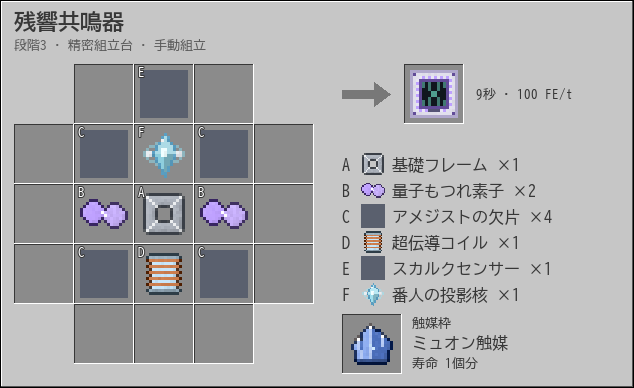 残響共鳴器
段階3 · 精密組立台 · 手動組立
E
C
F
C
B
A
B
C
D
C
9秒 · 100 FE/t
A 基礎フレーム ×1
B 量子もつれ素子 ×2
C アメジストの欠片 ×4
D 超伝導コイル ×1
E スカルクセンサー ×1
F 番人の投影核 ×1
触媒枠
ミュオン触媒
寿命 1個分